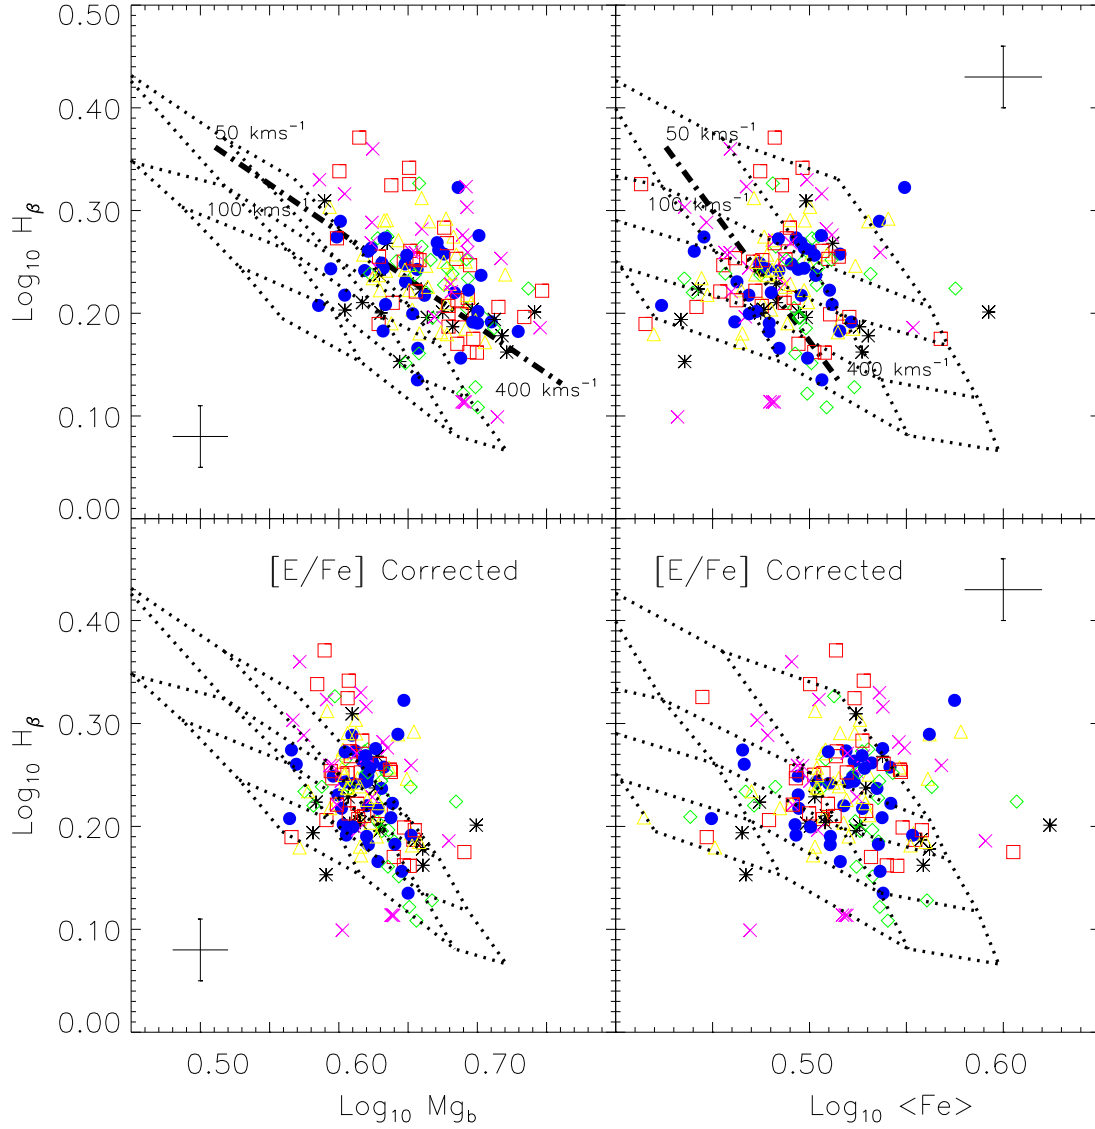 0.50
0.40
0.30
0.20
0.10
0.00
Log₁₀ Hβ
50 kms⁻¹
100 kms⁻¹
400 kms⁻¹
50 kms⁻¹
100 kms⁻¹
400 kms⁻¹
[E/Fe] Corrected
[E/Fe] Corrected
0.40
0.30
0.20
0.10
0.00
Log₁₀ Hβ
0.50 0.60 0.70
0.50 0.60
Log₁₀ Mgb
Log₁₀ <Fe>